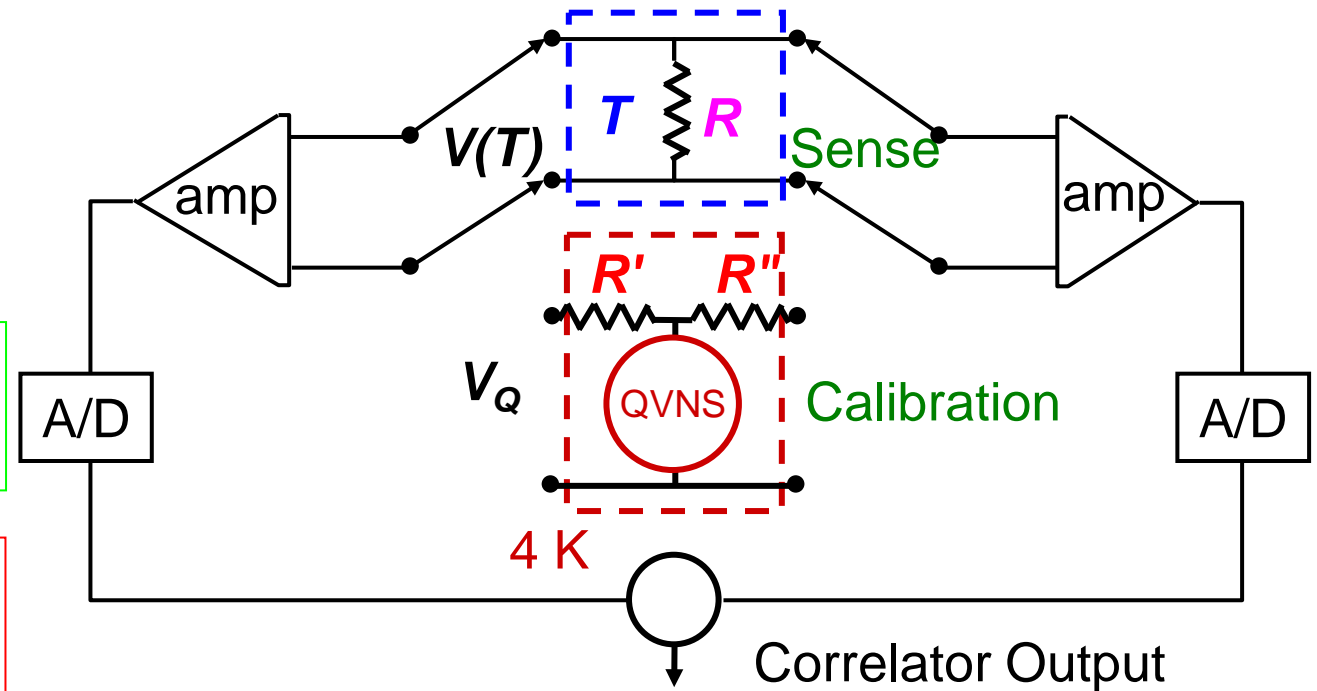 T
R
V(T)
Sense
amp
amp
R'
R"
V_Q
QVNS
Calibration
A/D
A/D
4 K
Correlator Output